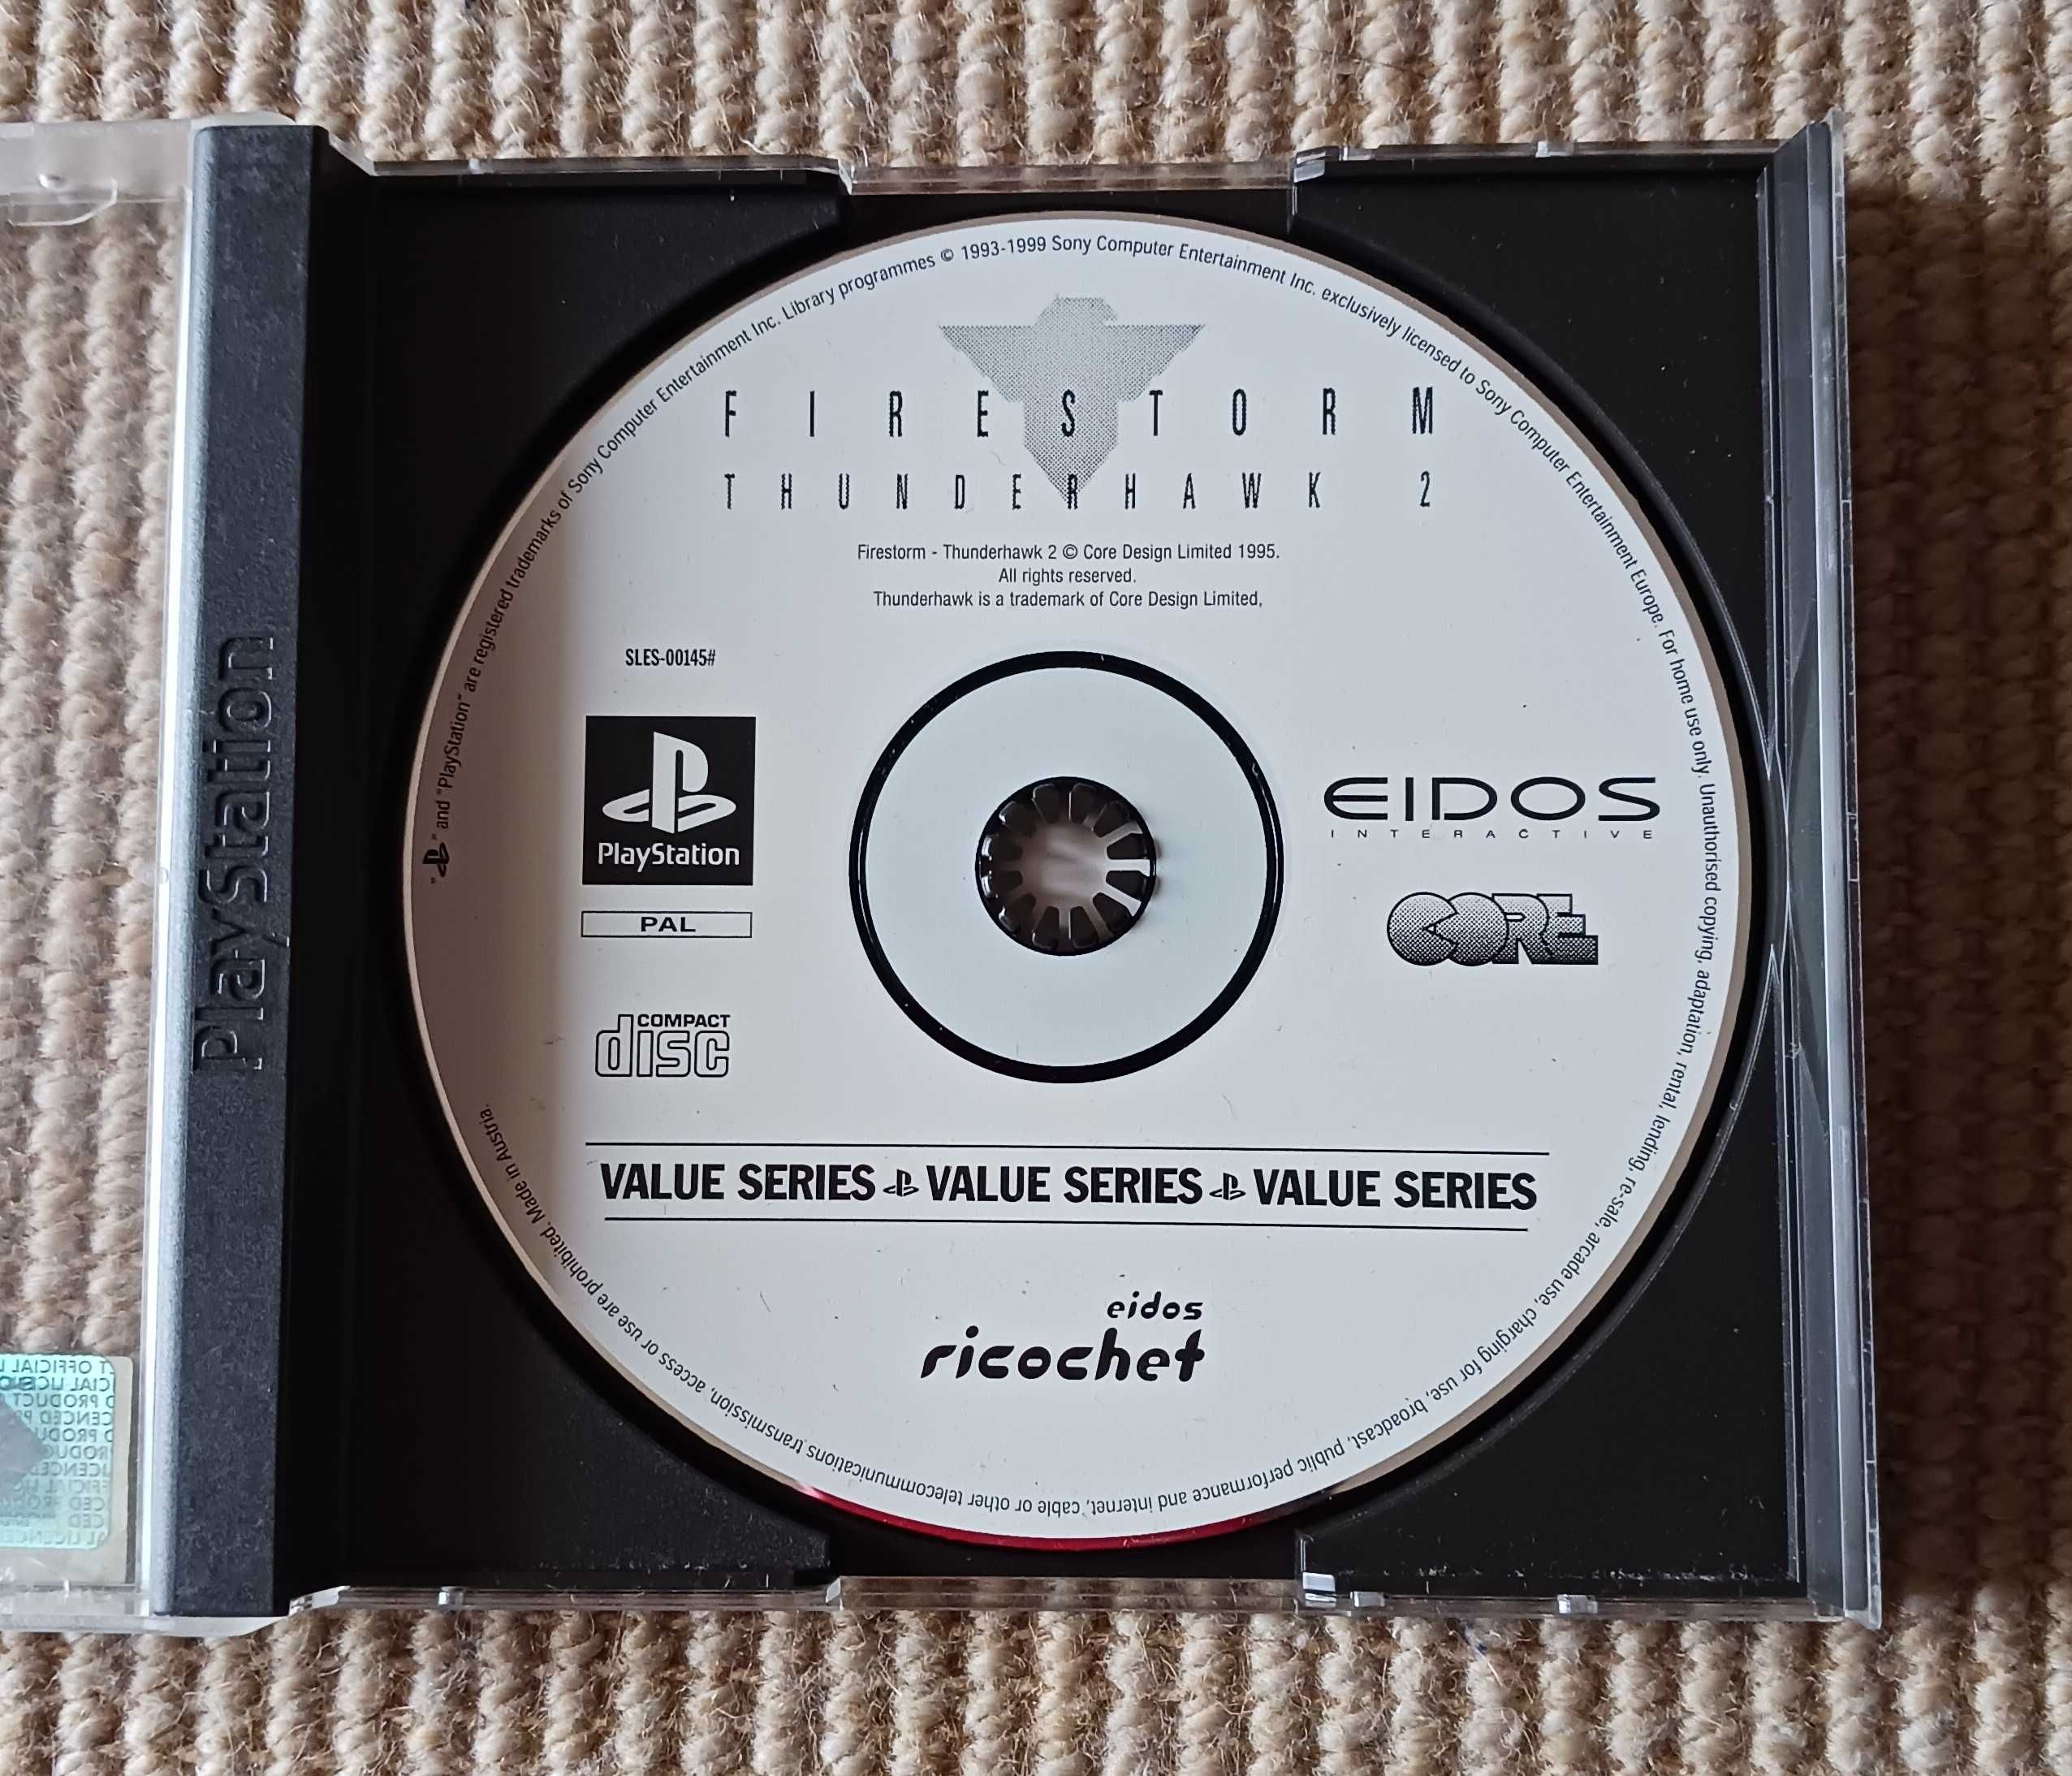 PlayStation
" " and "PlayStation" are registered trademarks of Sony Computer Entertainment Inc. Library programmes © 1993-1999 Sony Computer Entertainment Inc. exclusively licensed to Sony Computer Entertainment Europe. For home use only. Unauthorised copying, adaptation, rental, lending, re-sale, arcade use, charging for use, broadcast, public performance and internet, cable or other telecommunications transmission, access or use are prohibited. Made in Austria.
FIRESTORM
THUNDERHAWK 2
Firestorm - Thunderhawk 2 © Core Design Limited 1995.
All rights reserved.
Thunderhawk is a trademark of Core Design Limited,
SLES-00145#
PlayStation
PAL
COMPACT
disc
EIDOS
INTERACTIVE
CORE
VALUE SERIES VALUE SERIES VALUE SERIES
eidos
ricochet